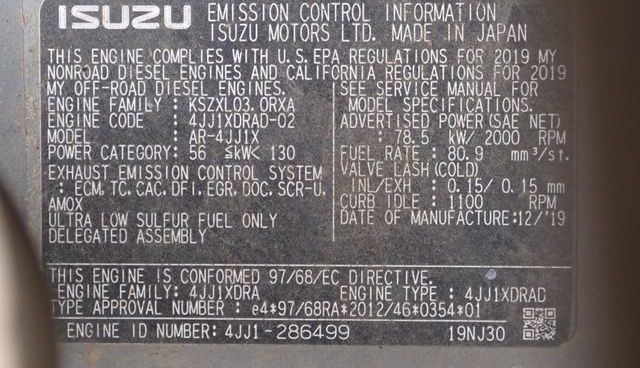 ISUZU EMISSION CONTROL INFORMATION
ISUZU MOTORS LTD. MADE IN JAPAN
THIS ENGINE COMPLIES WITH U.S.EPA REGULATIONS FOR 2019 MY
NONROAD DIESEL ENGINES AND CALIFORNIA REGULATIONS FOR 2019
MY OFF-ROAD DIESEL ENGINES.
ENGINE FAMILY : KSZXL03.0RXA
ENGINE CODE : 4JJ1XDRAD-02
MODEL : AR-4JJ1X
POWER CATEGORY : 56 ≤kW< 130
EXHAUST EMISSION CONTROL SYSTEM
: ECM,TC,CAC,DFI,EGR,DOC,SCR-U,
AMOX
ULTRA LOW SULFUR FUEL ONLY
DELEGATED ASSEMBLY
SEE SERVICE MANUAL FOR
MODEL SPECIFICATIONS.
ADVERTISED POWER(SAE NET)
: 78.5 kW/ 2000 RPM
FUEL RATE : 80.9 mm³/st.
VALVE LASH(COLD)
INL/EXH : 0.15/ 0.15 mm
CURB IDLE : 1100 RPM
DATE OF MANUFACTURE:12/'19
THIS ENGINE IS CONFORMED 97/68/EC DIRECTIVE.
ENGINE FAMILY: 4JJ1XDRA ENGINE TYPE : 4JJ1XDRAD
TYPE APPROVAL NUMBER : e4*97/68RA*2012/46*0354*01
ENGINE ID NUMBER: 4JJ1-286499 19NJ30